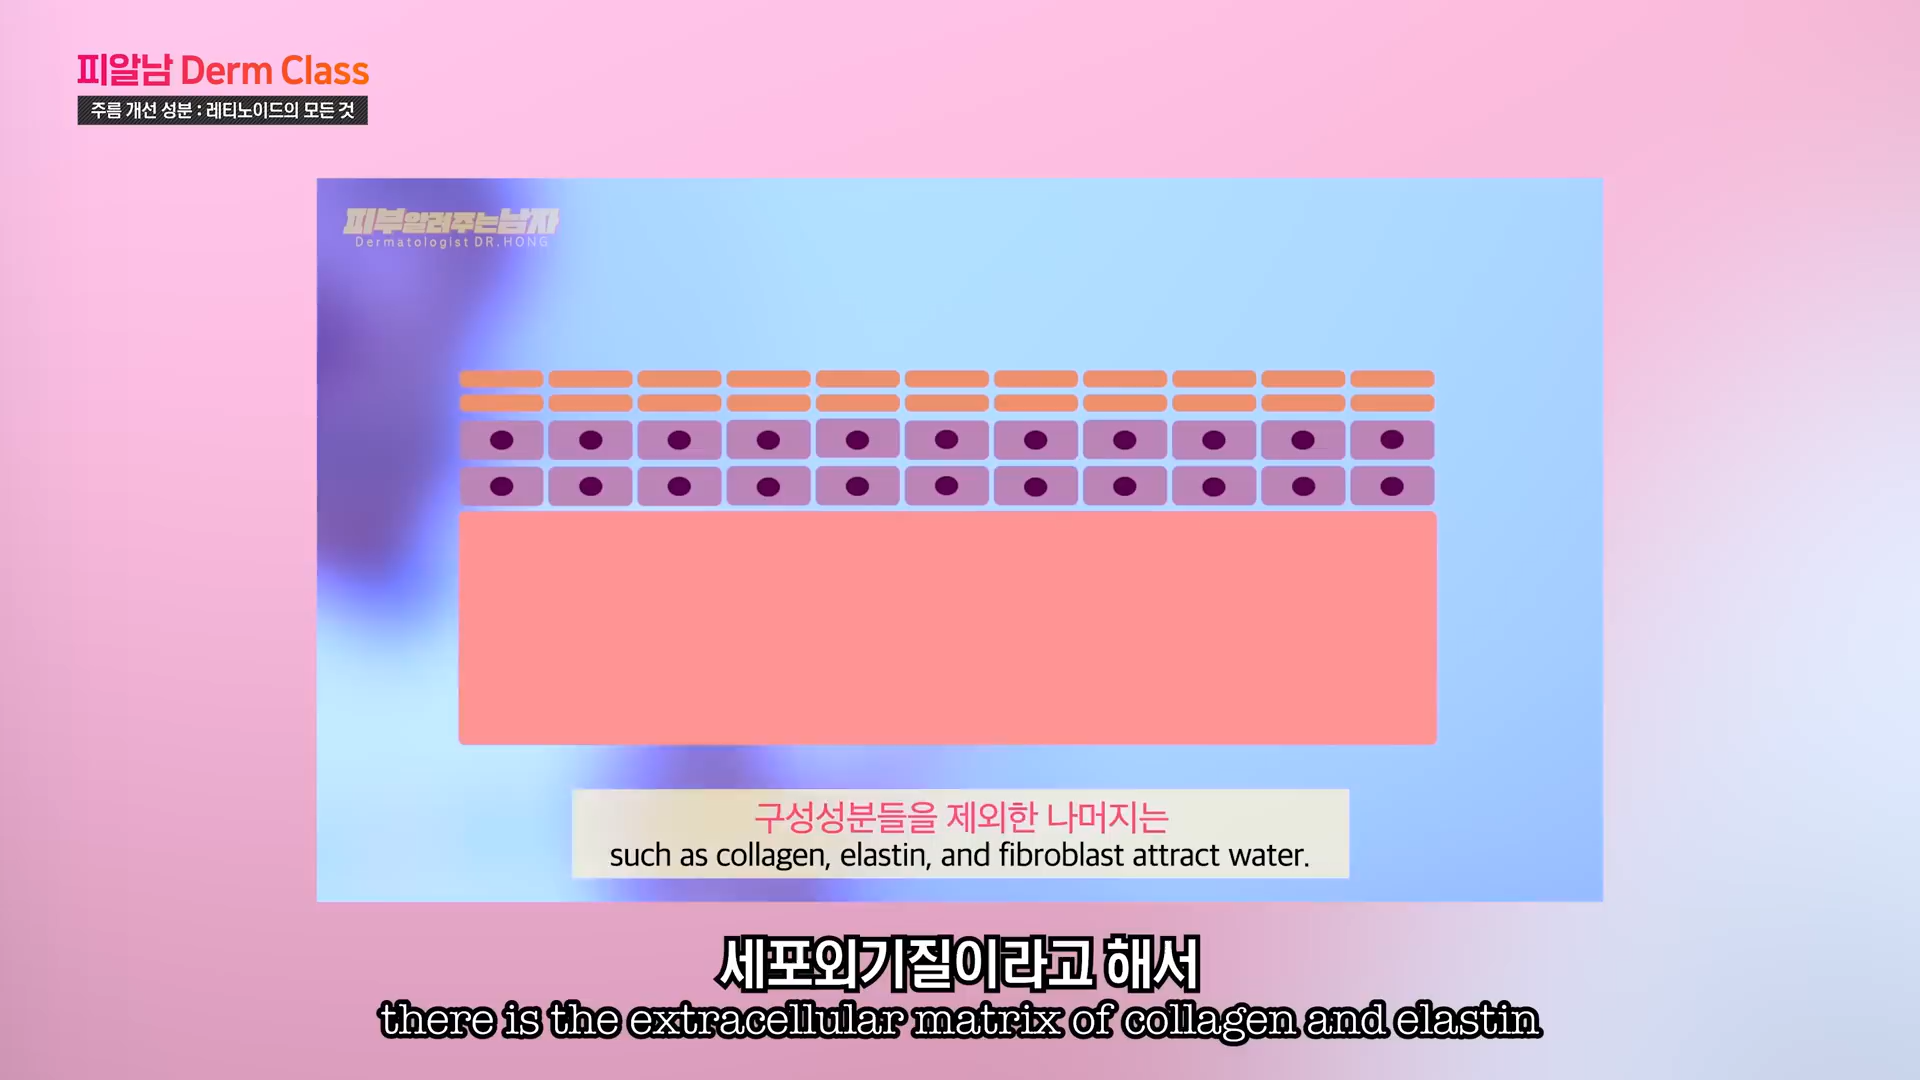 피알남 Derm Class
주름 개선 성분 : 레티노이드의 모든 것
피부알려주는남자
Dermatologist DR.HONG
구성성분들을 제외한 나머지는
such as collagen, elastin, and fibroblast attract water.
세포외기질이라고 해서
there is the extracellular matrix of collagen and elastin